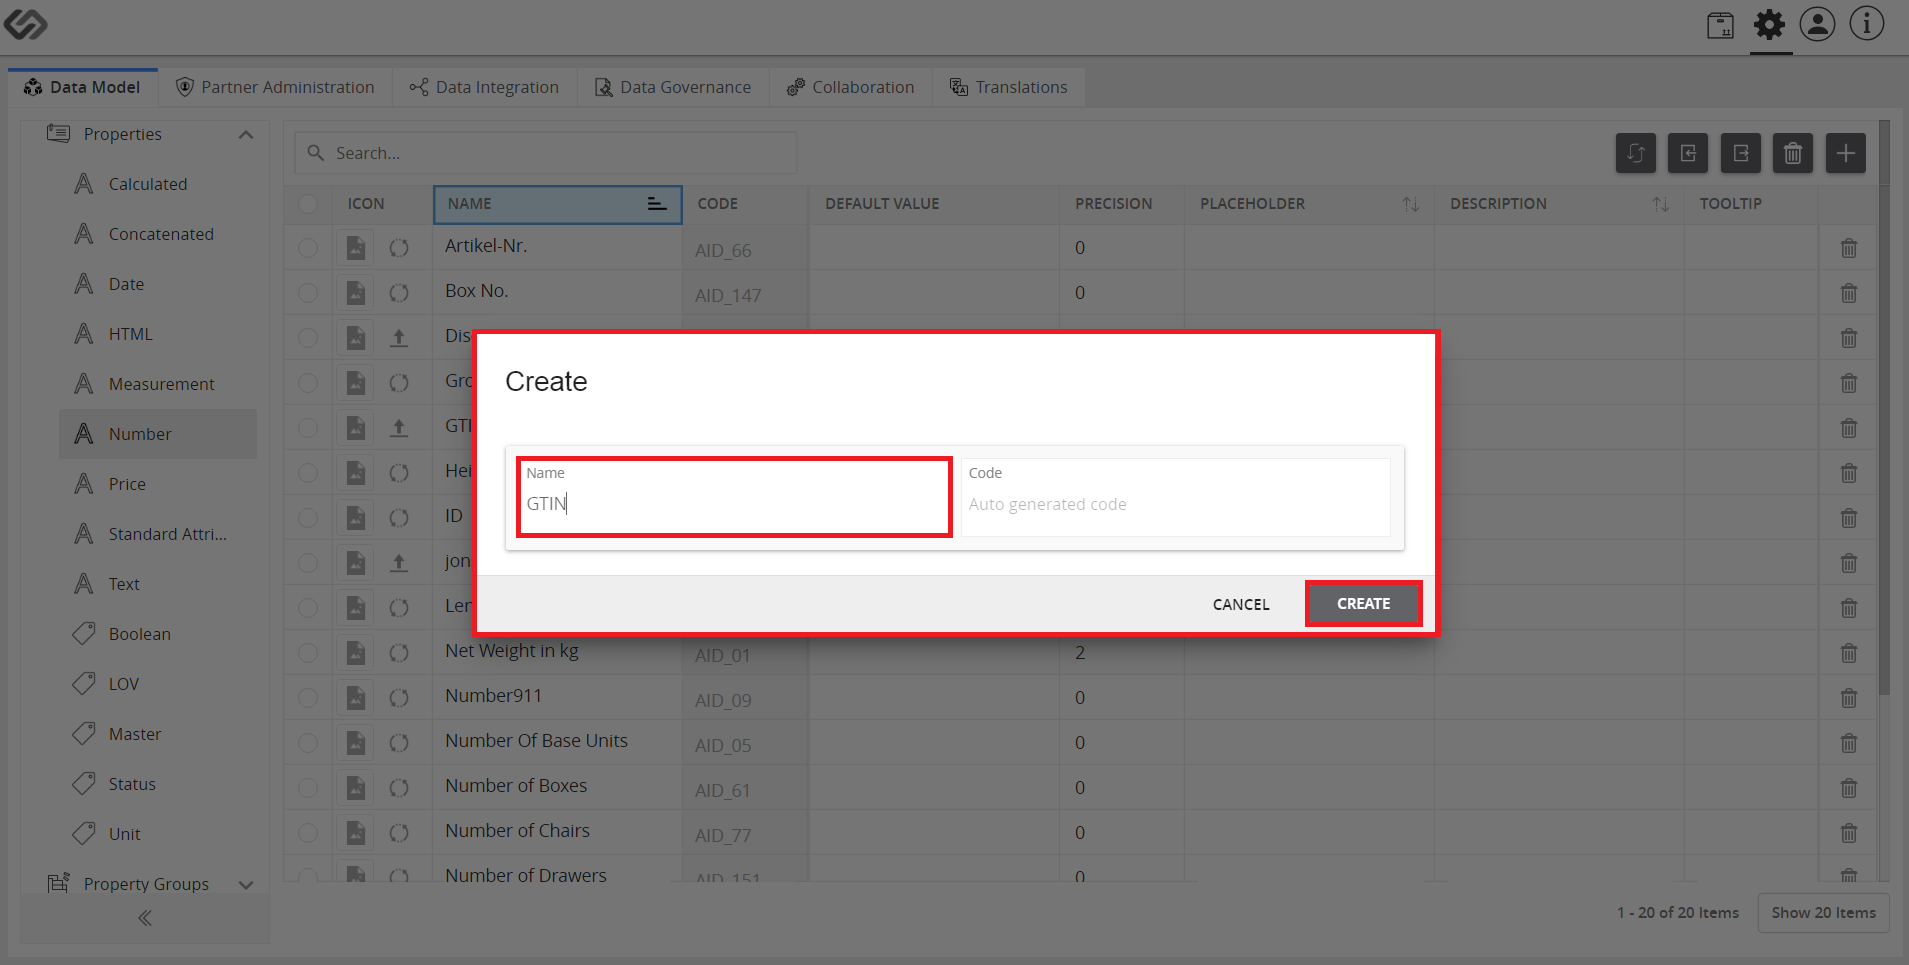 Data Model
Partner Administration
Data Integration
Data Governance
Collaboration
Translations
Properties
Calculated
Concatenated
Date
HTML
Measurement
Number
Price
Standard Attri...
Text
Boolean
LOV
Master
Status
Unit
Property Groups
Search...
ICON NAME CODE DEFAULT VALUE PRECISION PLACEHOLDER DESCRIPTION TOOLTIP
Artikel-Nr. AID_66 0
Box No. AID_147 0
Dis
Gro
GTI
Hei
ID
jon
Len
Net Weight in kg AID_01 2
Number911 AID_09 0
Number Of Base Units AID_05 0
Number of Boxes AID_61 0
Number of Chairs AID_77 0
Number of Drawers AID_151 0
Create
Name
GTIN
Code
Auto generated code
CANCEL
CREATE
1 - 20 of 20 Items
Show 20 Items